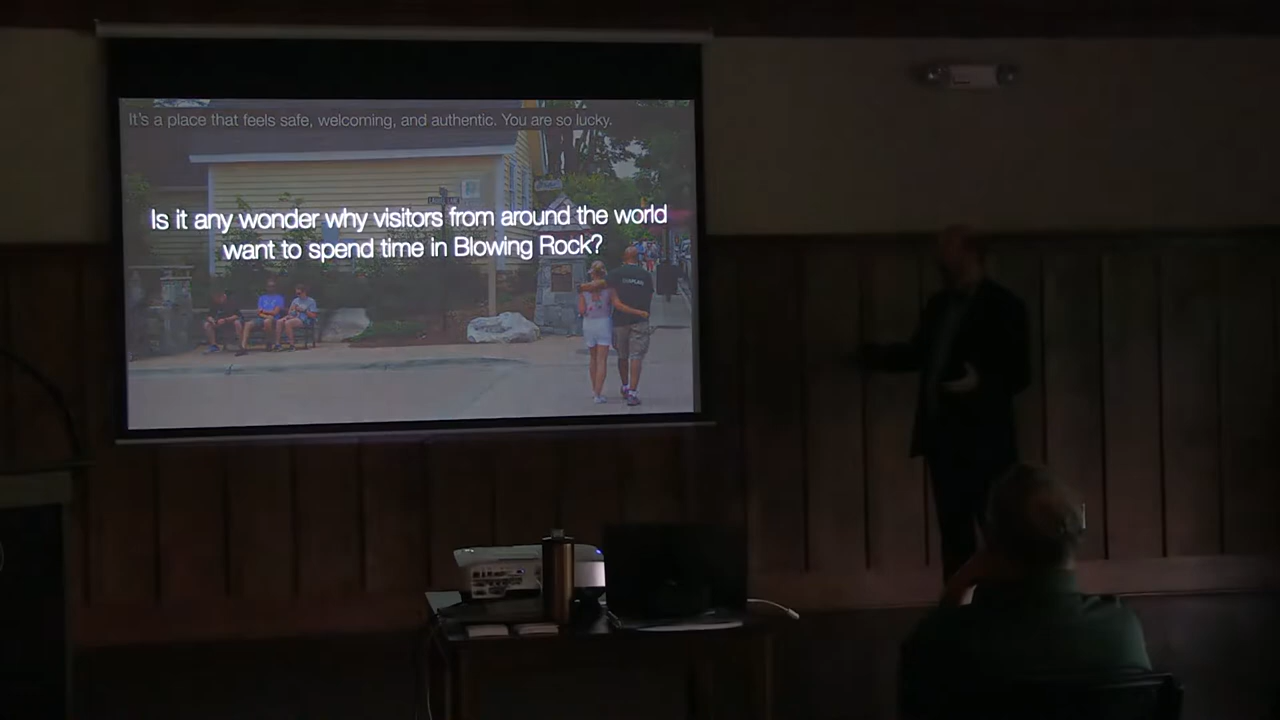 It's a place that feels safe, welcoming, and authentic. You are so lucky.
Is it any wonder why visitors from around the world
want to spend time in Blowing Rock?